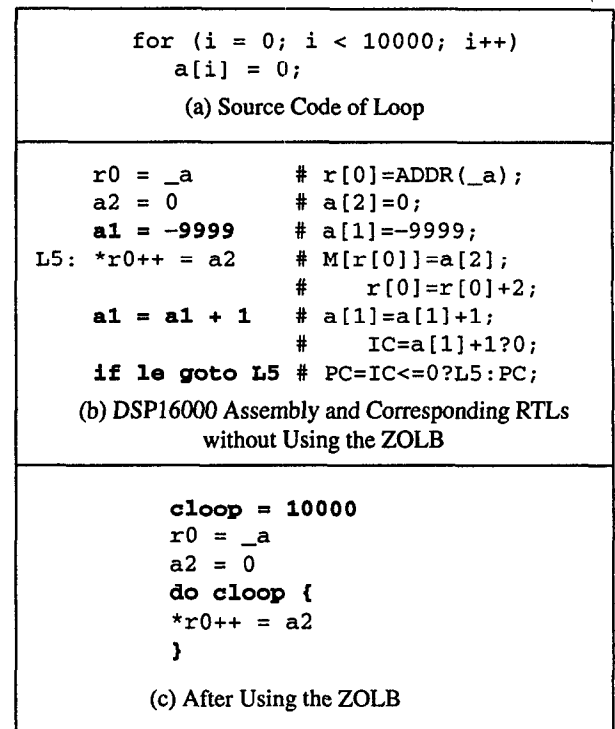 for (i = 0; i < 10000; i++)
a[i] = 0;
(a) Source Code of Loop
r0 = _a # r[0]=ADDR(_a);
a2 = 0 # a[2]=0;
a1 = -9999 # a[1]=-9999;
L5: *r0++ = a2 # M[r[0]]=a[2];
# r[0]=r[0]+2;
a1 = a1 + 1 # a[1]=a[1]+1;
# IC=a[1]+1?0;
if le goto L5 # PC=IC<=0?L5:PC;
(b) DSP16000 Assembly and Corresponding RTLs
without Using the ZOLB
cloop = 10000
r0 = _a
a2 = 0
do cloop {
*r0++ = a2
}
(c) After Using the ZOLB